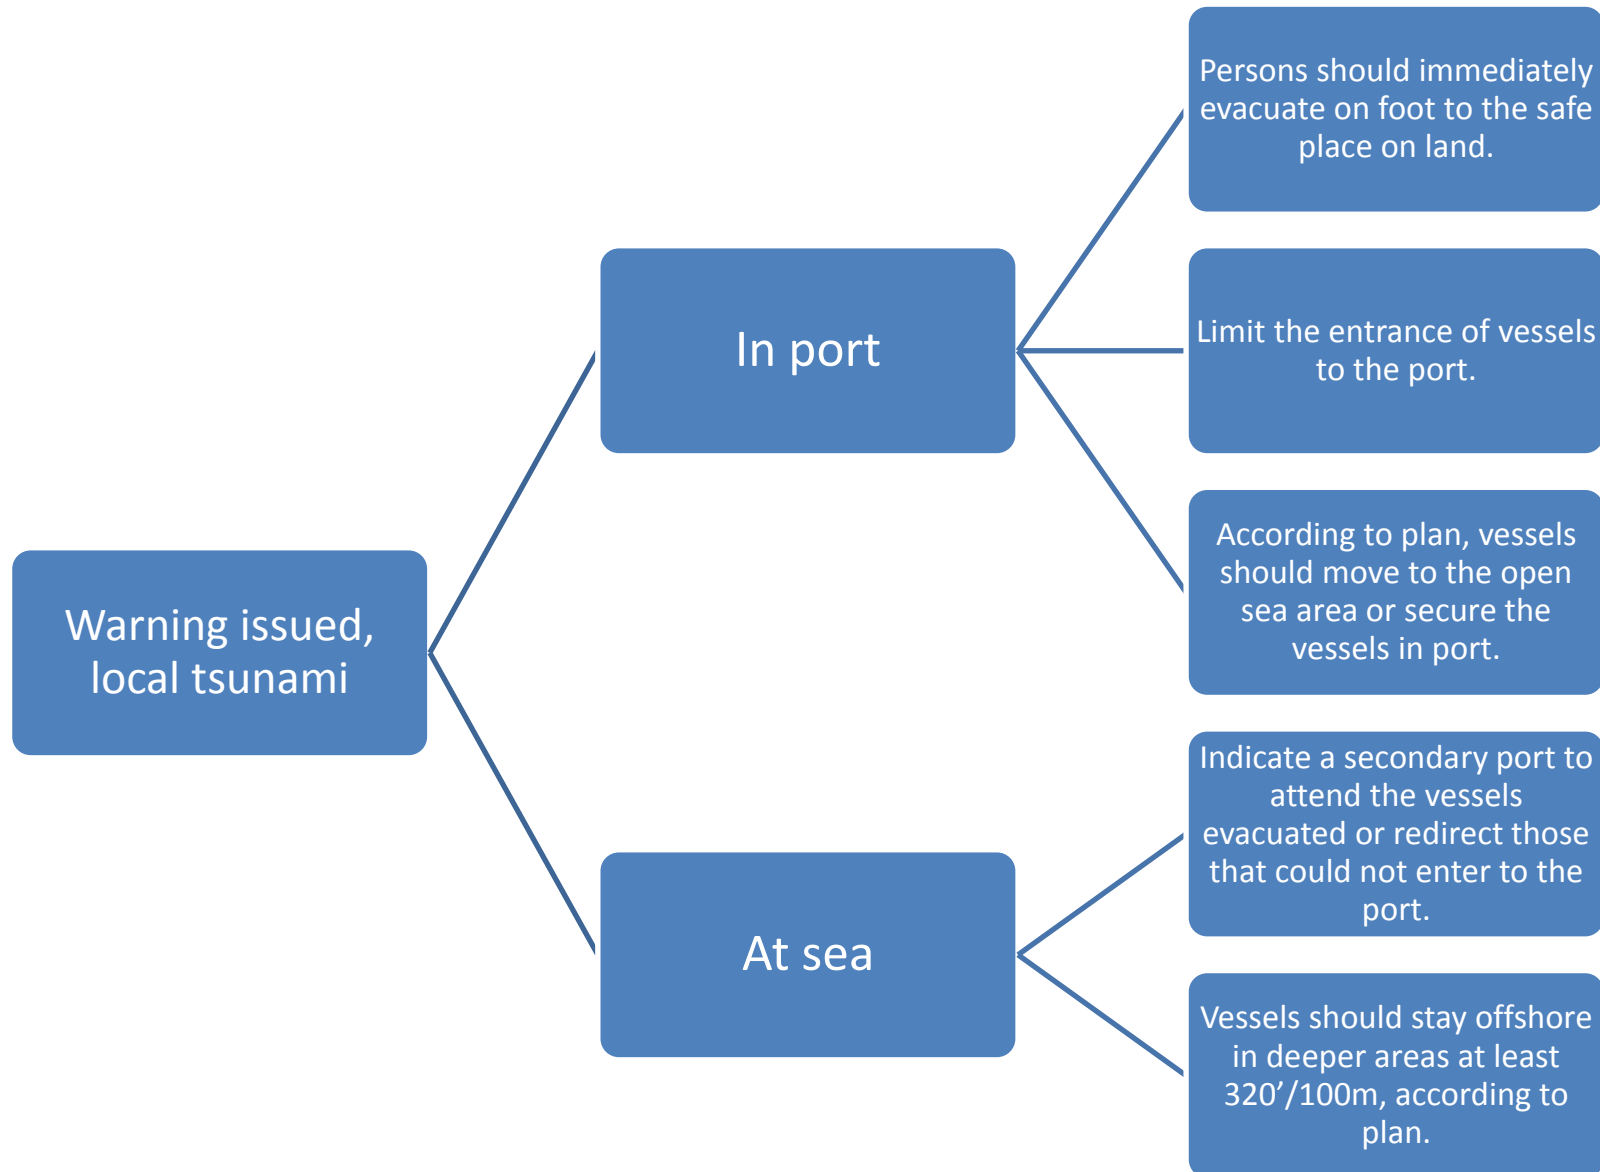 Warning issued,
local tsunami
In port
Persons should immediately
evacuate on foot to the safe
place on land.
Limit the entrance of vessels
to the port.
According to plan, vessels
should move to the open
sea area or secure the
vessels in port.
At sea
Indicate a secondary port to
attend the vessels
evacuated or redirect those
that could not enter to the
port.
Vessels should stay offshore
in deeper areas at least
320’/100m, according to
plan.